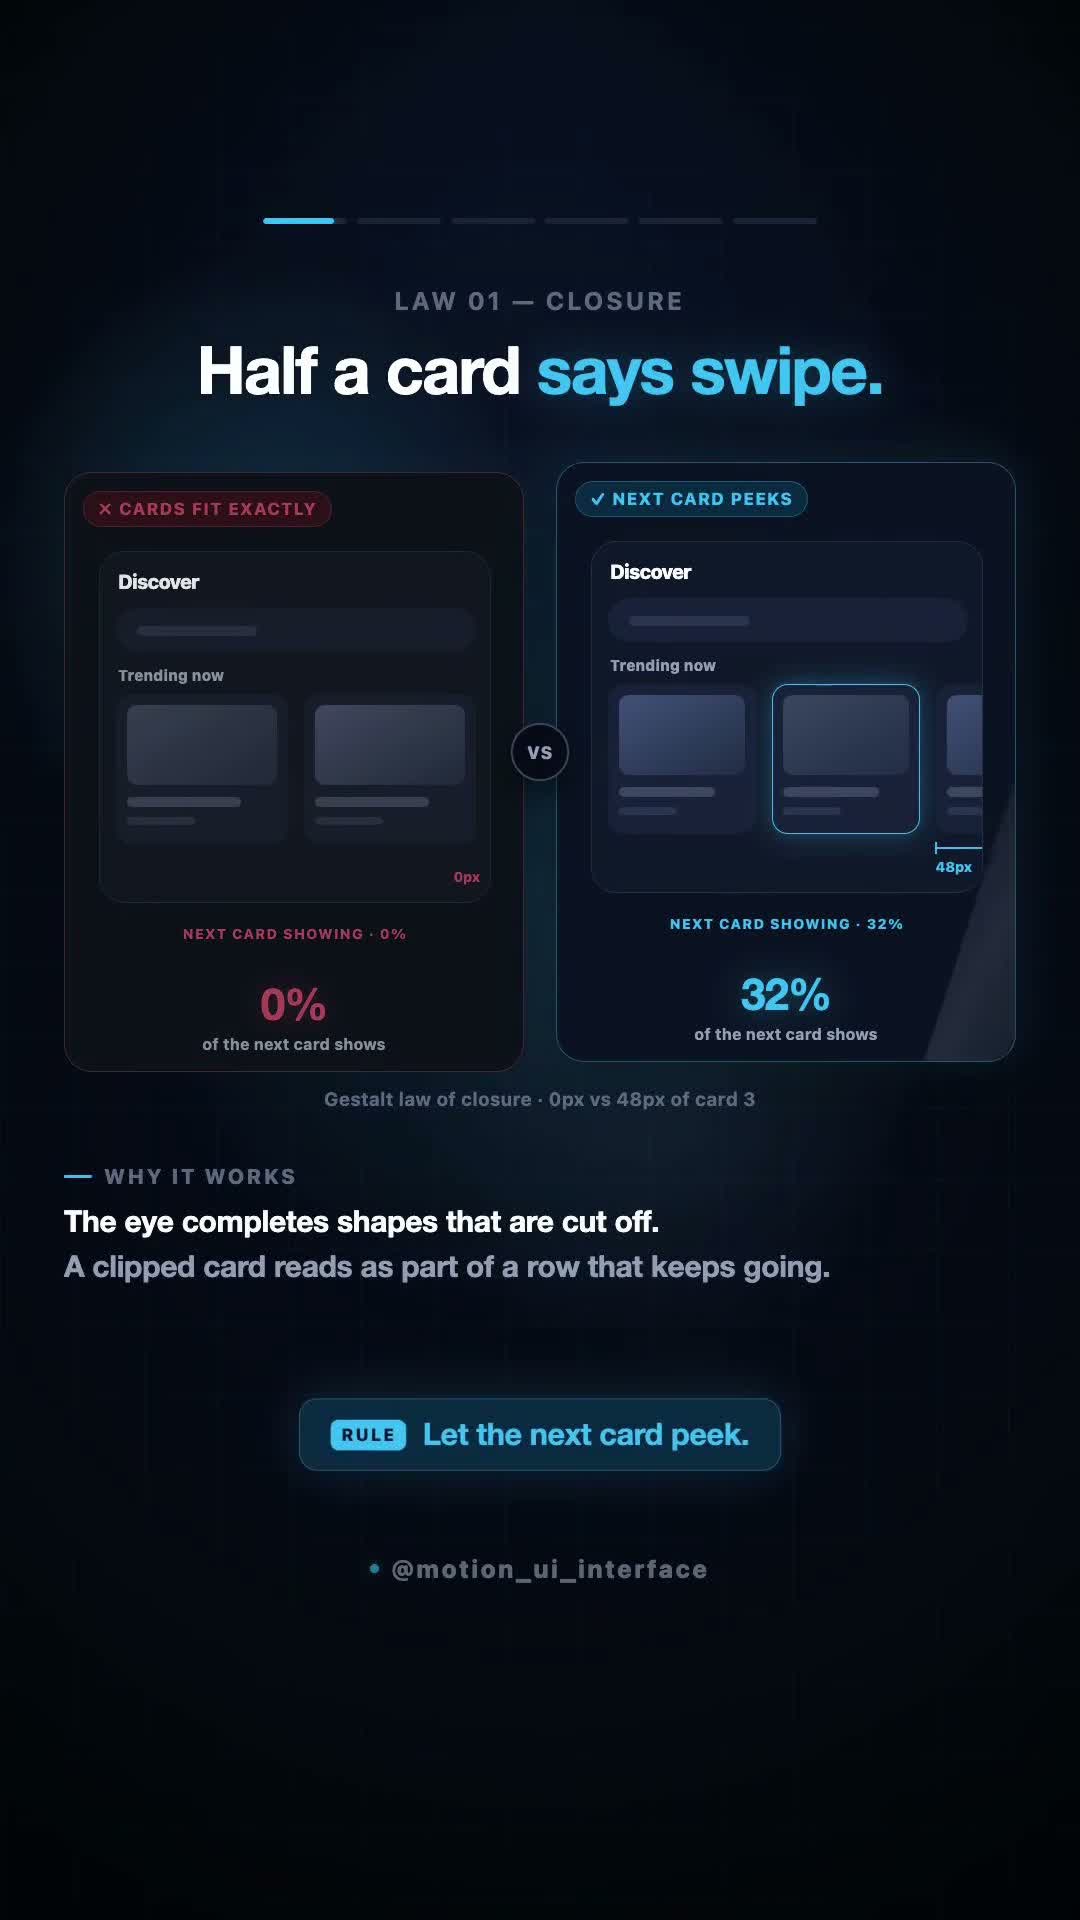 LAW 01 — CLOSURE
Half a card says swipe.
✕ CARDS FIT EXACTLY
Discover
Trending now
0px
NEXT CARD SHOWING · 0%
0%
of the next card shows
VS
✓ NEXT CARD PEEKS
Discover
Trending now
48px
NEXT CARD SHOWING · 32%
32%
of the next card shows
Gestalt law of closure · 0px vs 48px of card 3
WHY IT WORKS
The eye completes shapes that are cut off.
A clipped card reads as part of a row that keeps going.
RULE Let the next card peek.
@motion_ui_interface